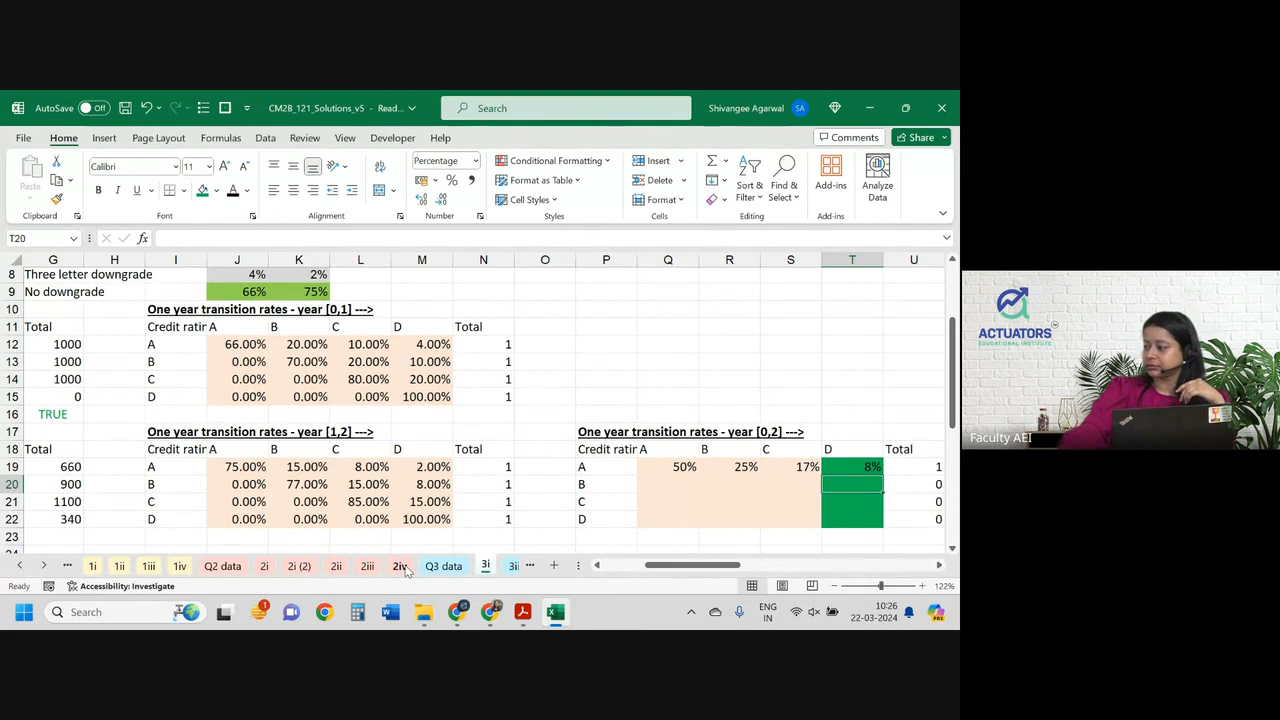 AutoSave Off CM2B_121_Solutions_v5 - Read... Search Shivangee Agarwal SA
File Home Insert Page Layout Formulas Data Review View Developer Help Comments Share
Paste Calibri 11 A A ab Percentage Conditional Formatting Insert
B I U A % 9 Format as Table Delete Sort & Filter Find & Select Add-ins Analyze Data
Cell Styles Format
Clipboard Font Alignment Number Styles Cells Editing Add-ins
T20 fx
G H I J K L M N O P Q R S T U
8 Three letter downgrade 4% 2%
9 No downgrade 66% 75%
10 One year transition rates - year [0,1] --->
11 Total Credit ratir A B C D Total
12 1000 A 66.00% 20.00% 10.00% 4.00% 1
13 1000 B 0.00% 70.00% 20.00% 10.00% 1
14 1000 C 0.00% 0.00% 80.00% 20.00% 1
15 0 D 0.00% 0.00% 0.00% 100.00% 1
16 TRUE
17 One year transition rates - year [1,2] ---> One year transition rates - year [0,2] --->
18 Total Credit ratir A B C D Total Credit ratir A B C D Total
19 660 A 75.00% 15.00% 8.00% 2.00% 1 A 50% 25% 17% 8% 1
20 900 B 0.00% 77.00% 15.00% 8.00% 1 B 0
21 1100 C 0.00% 0.00% 85.00% 15.00% 1 C 0
22 340 D 0.00% 0.00% 0.00% 100.00% 1 D 0
23
1i 1ii 1iii 1iv Q2 data 2i 2i (2) 2ii 2iii 2iv Q3 data 3i 3ii
Ready Accessibility: Investigate 122%
Search ENG IN 10:26 22-03-2024
ACTUATORS
EDUCATIONAL INSTITUTE
ThinkPad
Faculty AEI